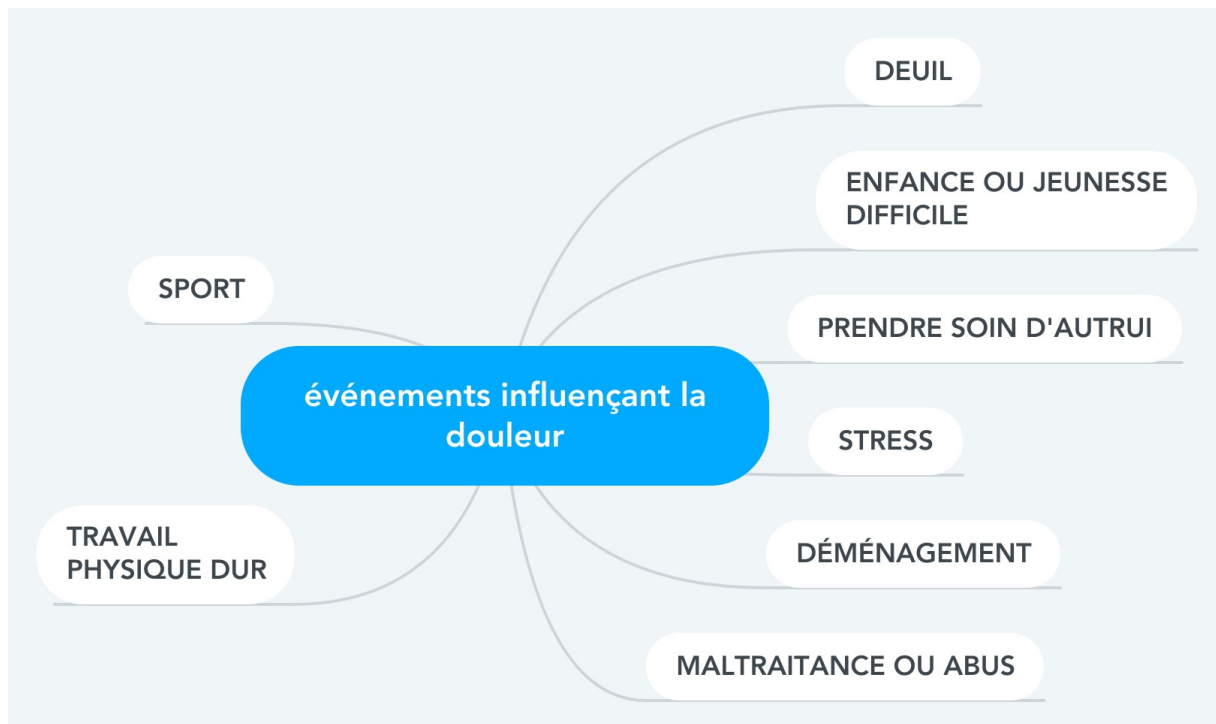 DEUIL
ENFANCE OU JEUNESSE
DIFFICILE
SPORT
PRENDRE SOIN D'AUTRUI
événements influençant la
douleur
STRESS
TRAVAIL
PHYSIQUE DUR
DÉMÉNAGEMENT
MALTRAITANCE OU ABUS